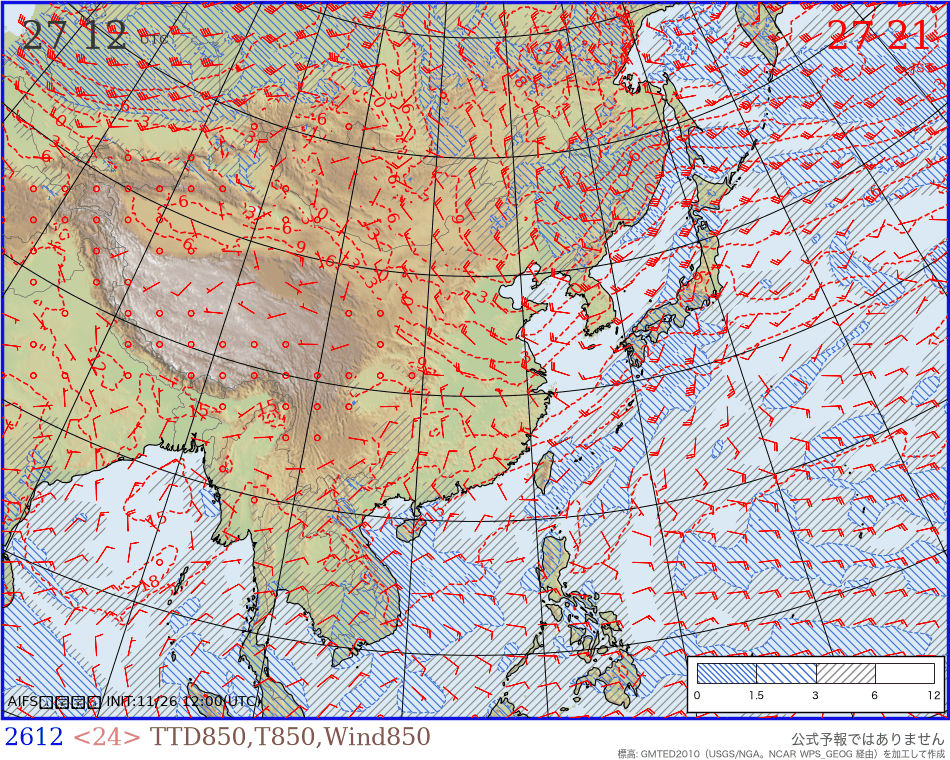 27 12 UTC
27 21 JST
AIFS□□□□ INIT:11/26 12:00(UTC)
0 1.5 3 6 12
2612 <24> TTD850,T850,Wind850
公式予報ではありません
標高: GMTED2010（USGS/NGA。NCAR WPS_GEOG 経由）を加工して作成